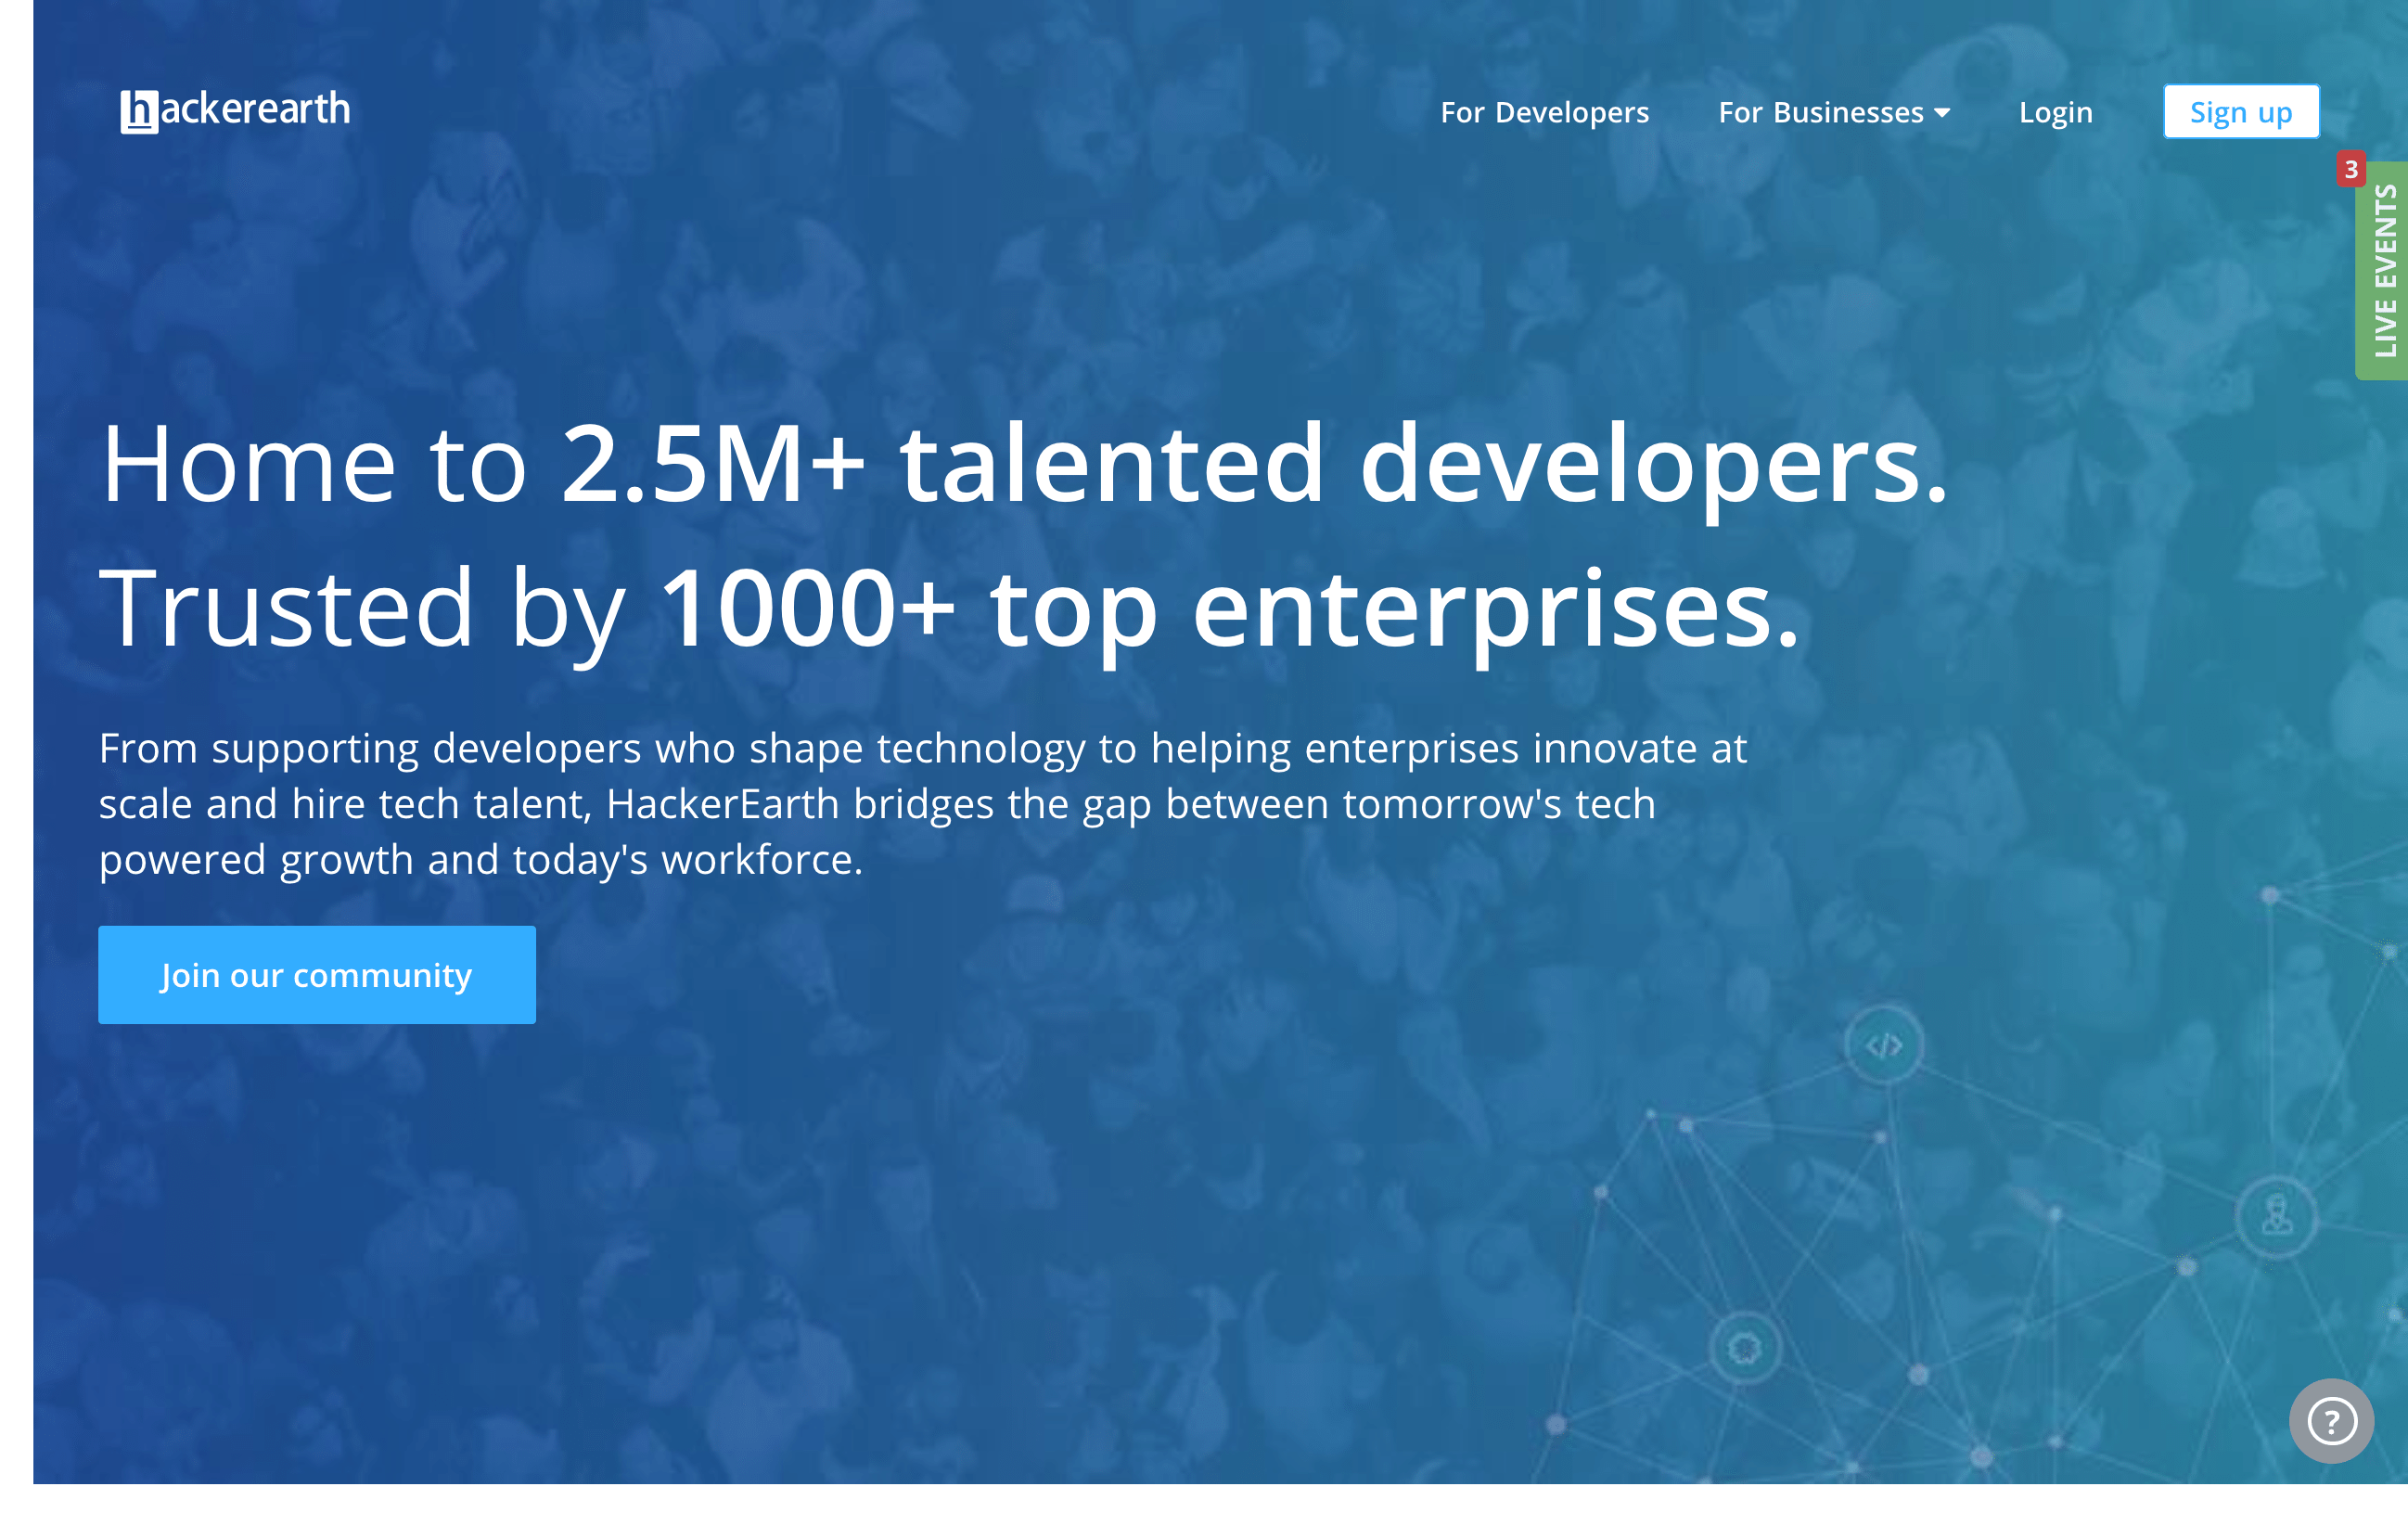 hackerearth
For Developers
For Businesses
Login
Sign up
3
LIVE EVENTS
Home to 2.5M+ talented developers.
Trusted by 1000+ top enterprises.
From supporting developers who shape technology to helping enterprises innovate at
scale and hire tech talent, HackerEarth bridges the gap between tomorrow's tech
powered growth and today's workforce.
Join our community
</>
?